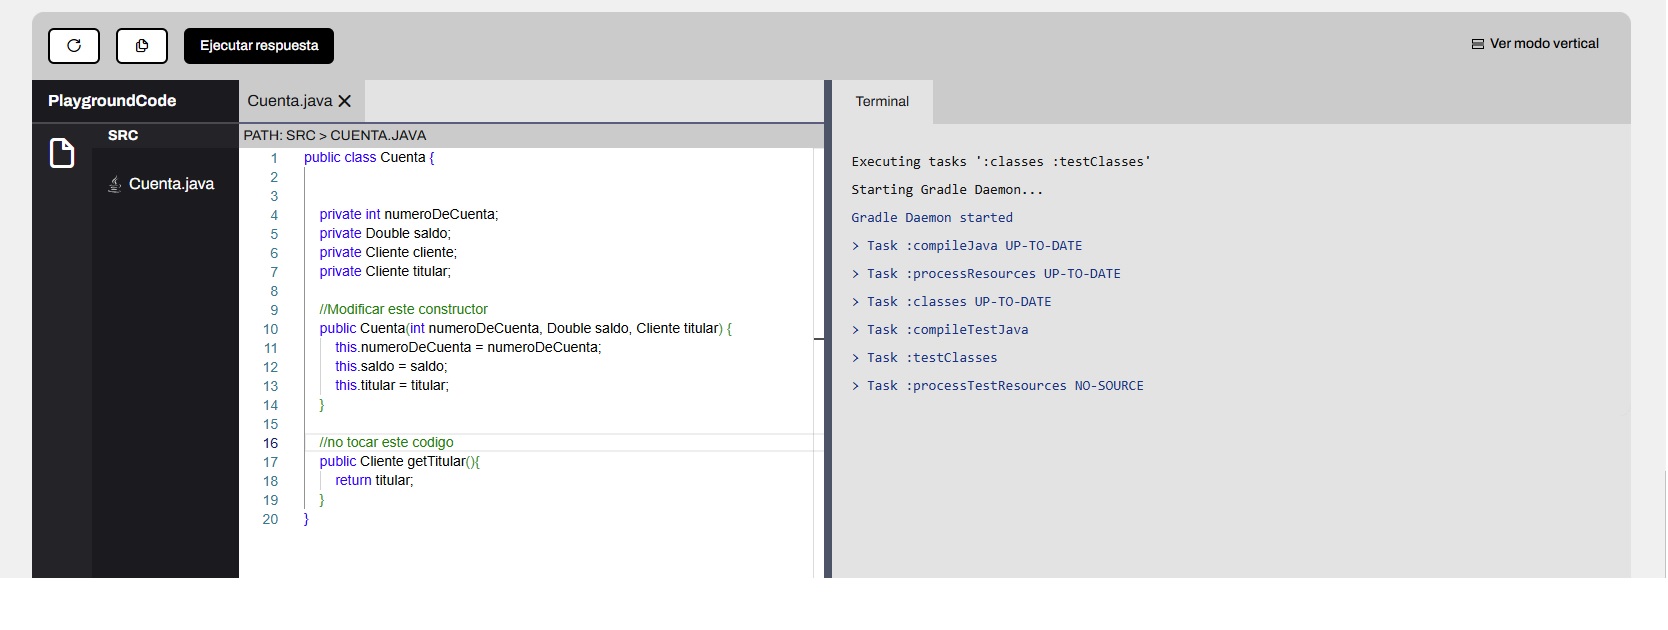 Ejecutar respuesta
Ver modo vertical
PlaygroundCode
Cuenta.java
Terminal
SRC
PATH: SRC > CUENTA.JAVA
Cuenta.java
1 public class Cuenta {
2
3
4 private int numeroDeCuenta;
5 private Double saldo;
6 private Cliente cliente;
7 private Cliente titular;
8
9 //Modificar este constructor
10 public Cuenta(int numeroDeCuenta, Double saldo, Cliente titular) {
11 this.numeroDeCuenta = numeroDeCuenta;
12 this.saldo = saldo;
13 this.titular = titular;
14 }
15
16 //no tocar este codigo
17 public Cliente getTitular(){
18 return titular;
19 }
20 }
Executing tasks ':classes :testClasses'
Starting Gradle Daemon...
Gradle Daemon started
> Task :compileJava UP-TO-DATE
> Task :processResources UP-TO-DATE
> Task :classes UP-TO-DATE
> Task :compileTestJava
> Task :testClasses
> Task :processTestResources NO-SOURCE